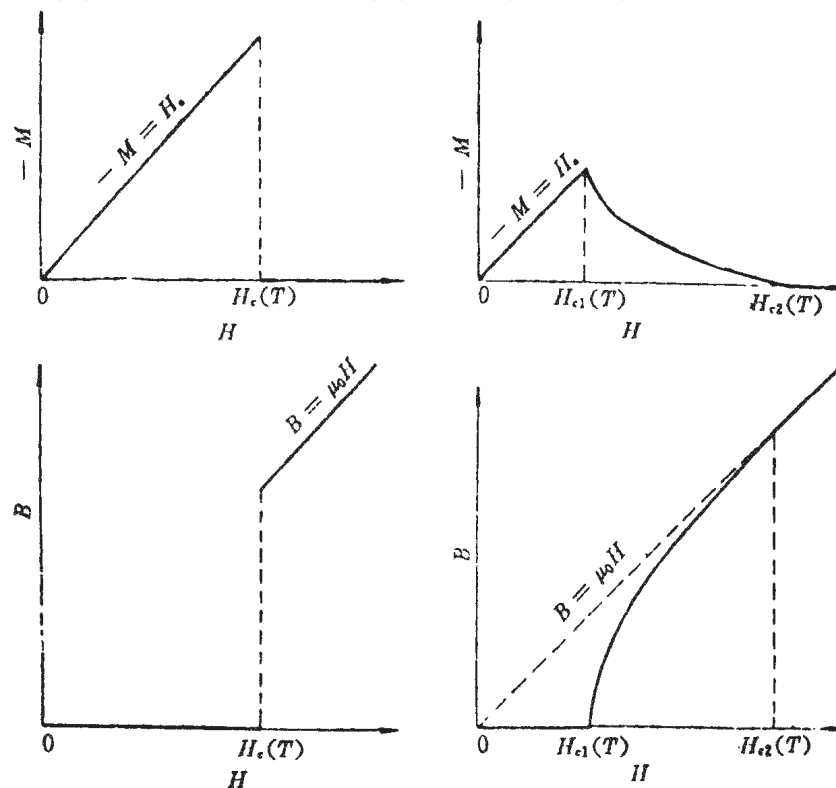 − M
− M = H.
0
H_c(T)
H
− M
− M = H.
0
H_c1(T)
H_c2(T)
H
B
B = μ₀H
0
H_c(T)
H
B
B = μ₀H
0
H_c1(T)
H_c2(T)
H